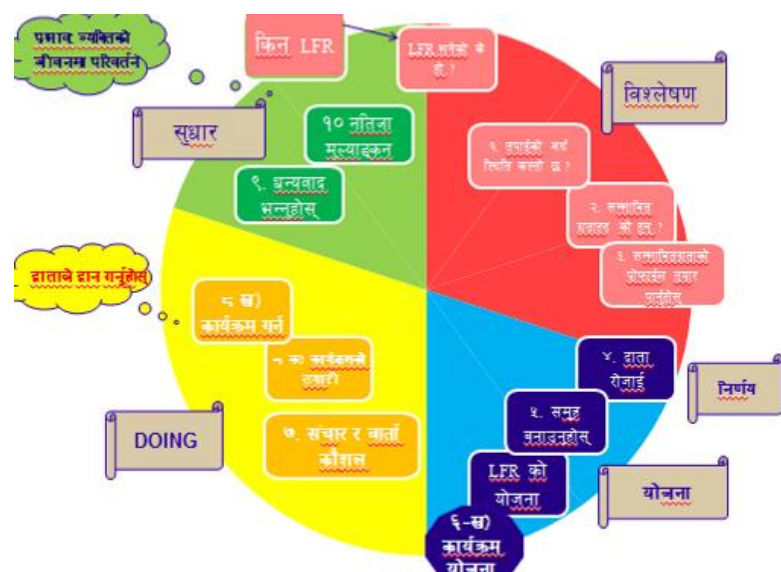 प्रभाव व्यक्तिको
जीवनमा परिवर्तन
किन LFR
LFR भनेको के
हो ?
विश्लेषण
सुधार
१० नतिजा
मुल्याङ्कन
९. धन्यवाद
भन्नुहोस्
१. तपाईको
स्थिति कस्तो छ ?
२. सम्भावित
दाताहरु को हुन् ?
३. सम्भावितदाताको
प्रोफाईल तयार
पार्नुहोस्
दाताले दान गर्नुहोस्
८ ख)
कार्यक्रम गर्न
८ क) कार्यक्रमको
तयारी
४. दाता
रोजाई
निर्णय
५. समुह
बनाउनुहोस्
DOING
७. संचार र वार्ता
कौशल
LFR को
योजना
योजना
६-ख)
कार्यक्रम
योजना